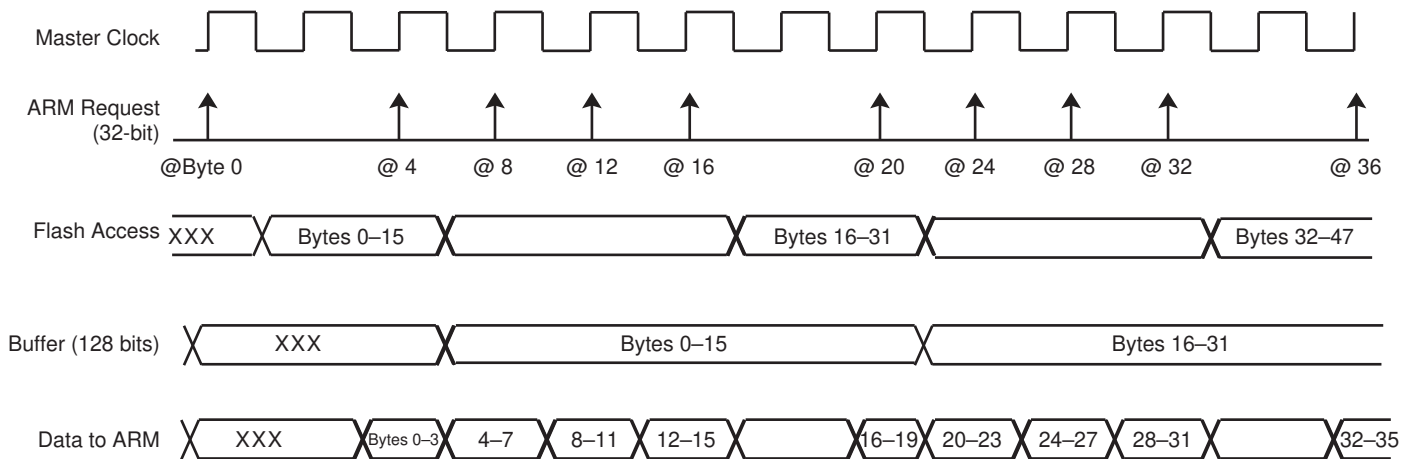 Master Clock
ARM Request
(32-bit)
@Byte 0 @ 4 @ 8 @ 12 @ 16 @ 20 @ 24 @ 28 @ 32 @ 36
Flash Access XXX Bytes 0–15 Bytes 16–31 Bytes 32–47
Buffer (128 bits) XXX Bytes 0–15 Bytes 16–31
Data to ARM XXX Bytes 0–3 4–7 8–11 12–15 16–19 20–23 24–27 28–31 32–35